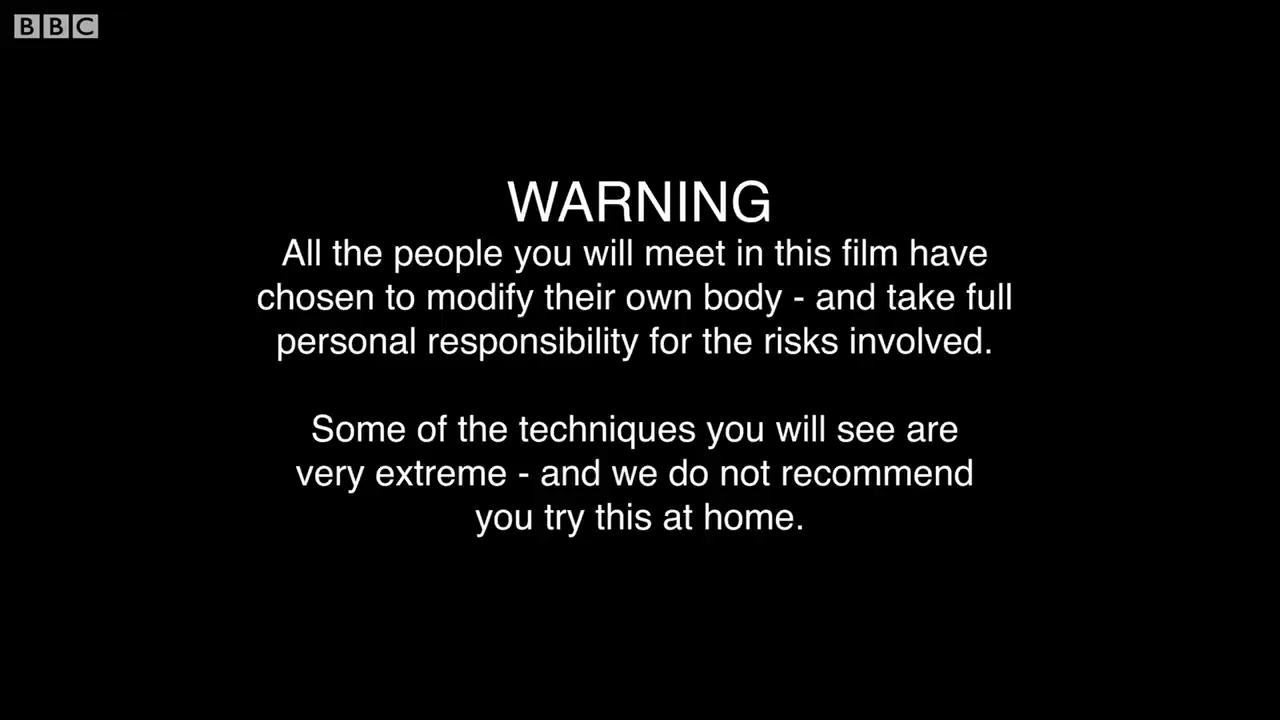 BBC
WARNING
All the people you will meet in this film have
chosen to modify their own body - and take full
personal responsibility for the risks involved.
Some of the techniques you will see are
very extreme - and we do not recommend
you try this at home.